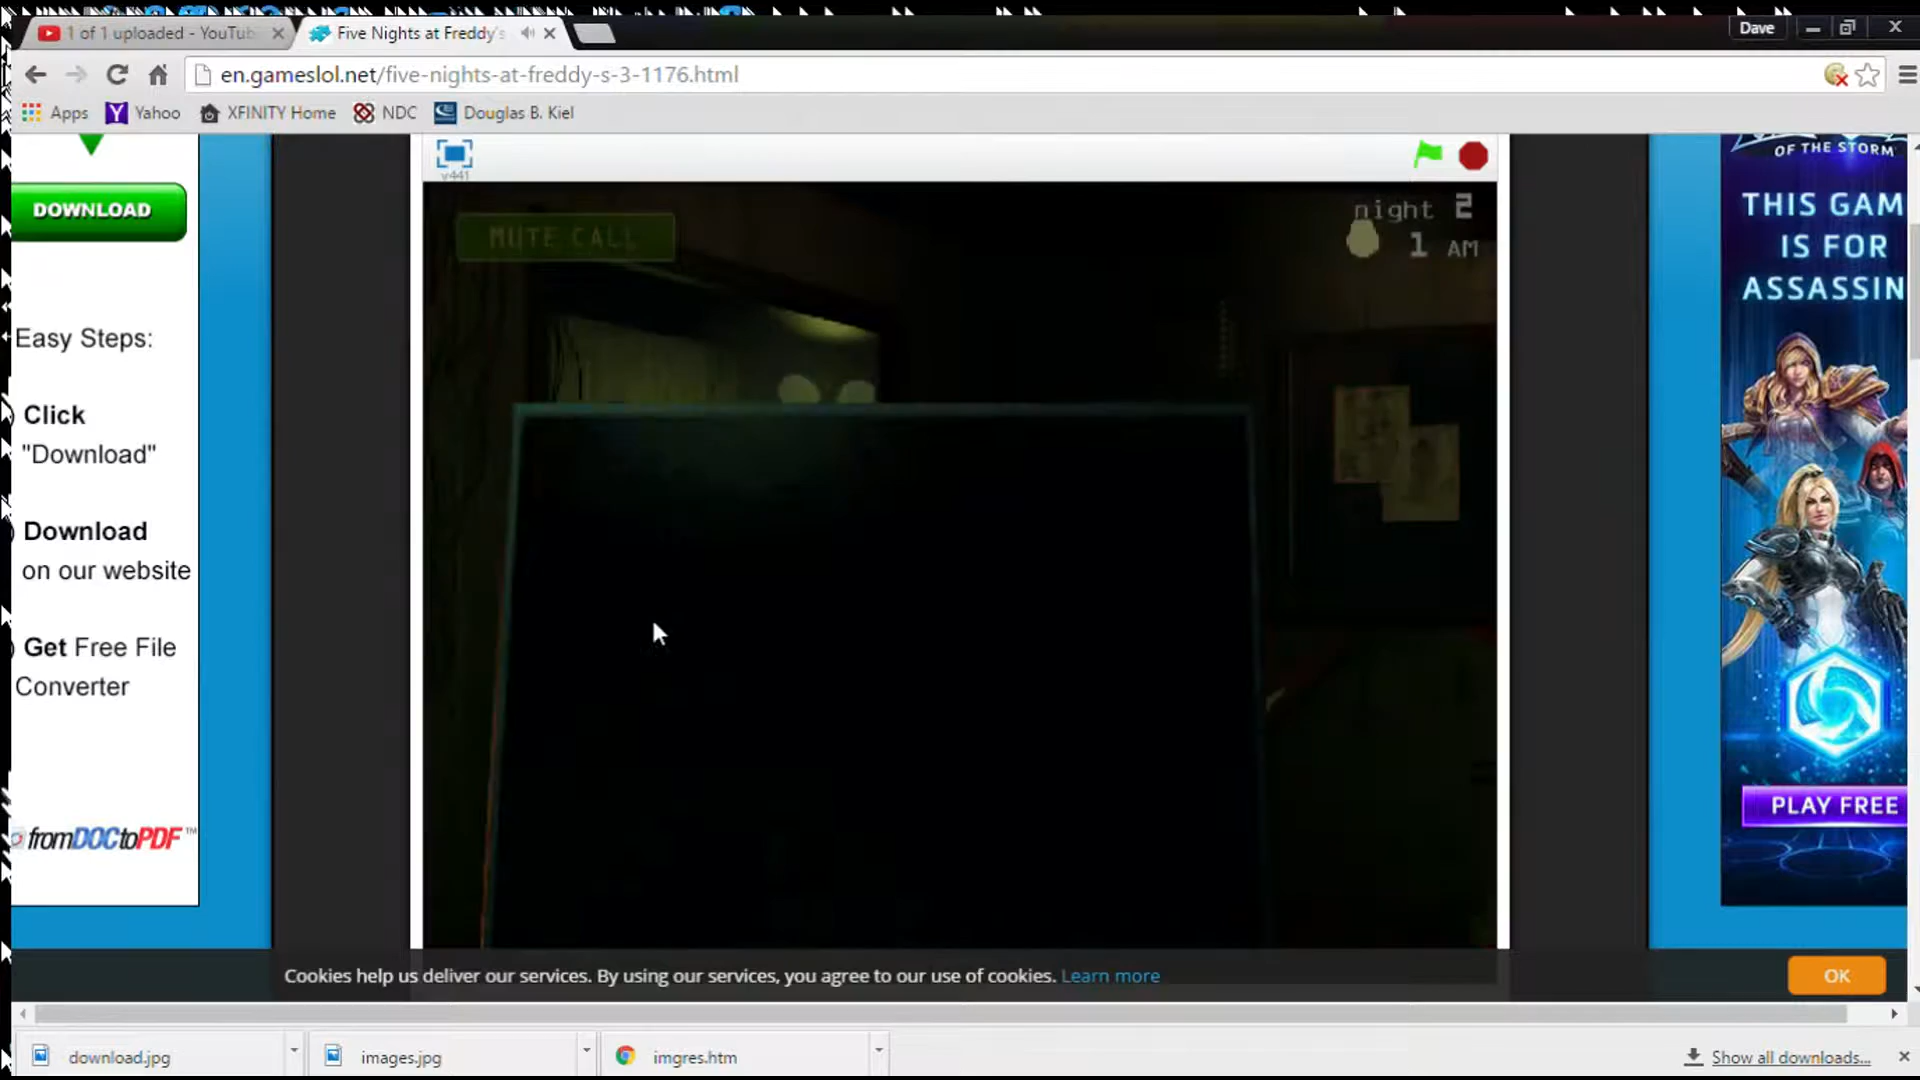 1 of 1 uploaded - YouTub
Five Nights at Freddy's
Dave
en.gameslol.net/five-nights-at-freddy-s-3-1176.html
Apps
Yahoo
XFINITY Home
NDC
Douglas B. Kiel
v441
DOWNLOAD
Easy Steps:
Click
"Download"
Download
on our website
Get Free File
Converter
fromDOCtoPDF™
MUTE CALL
night 2
1 AM
OF THE STORM
THIS GAM
IS FOR
ASSASSIN
PLAY FREE
Cookies help us deliver our services. By using our services, you agree to our use of cookies. Learn more
OK
download.jpg
images.jpg
imgres.htm
Show all downloads...